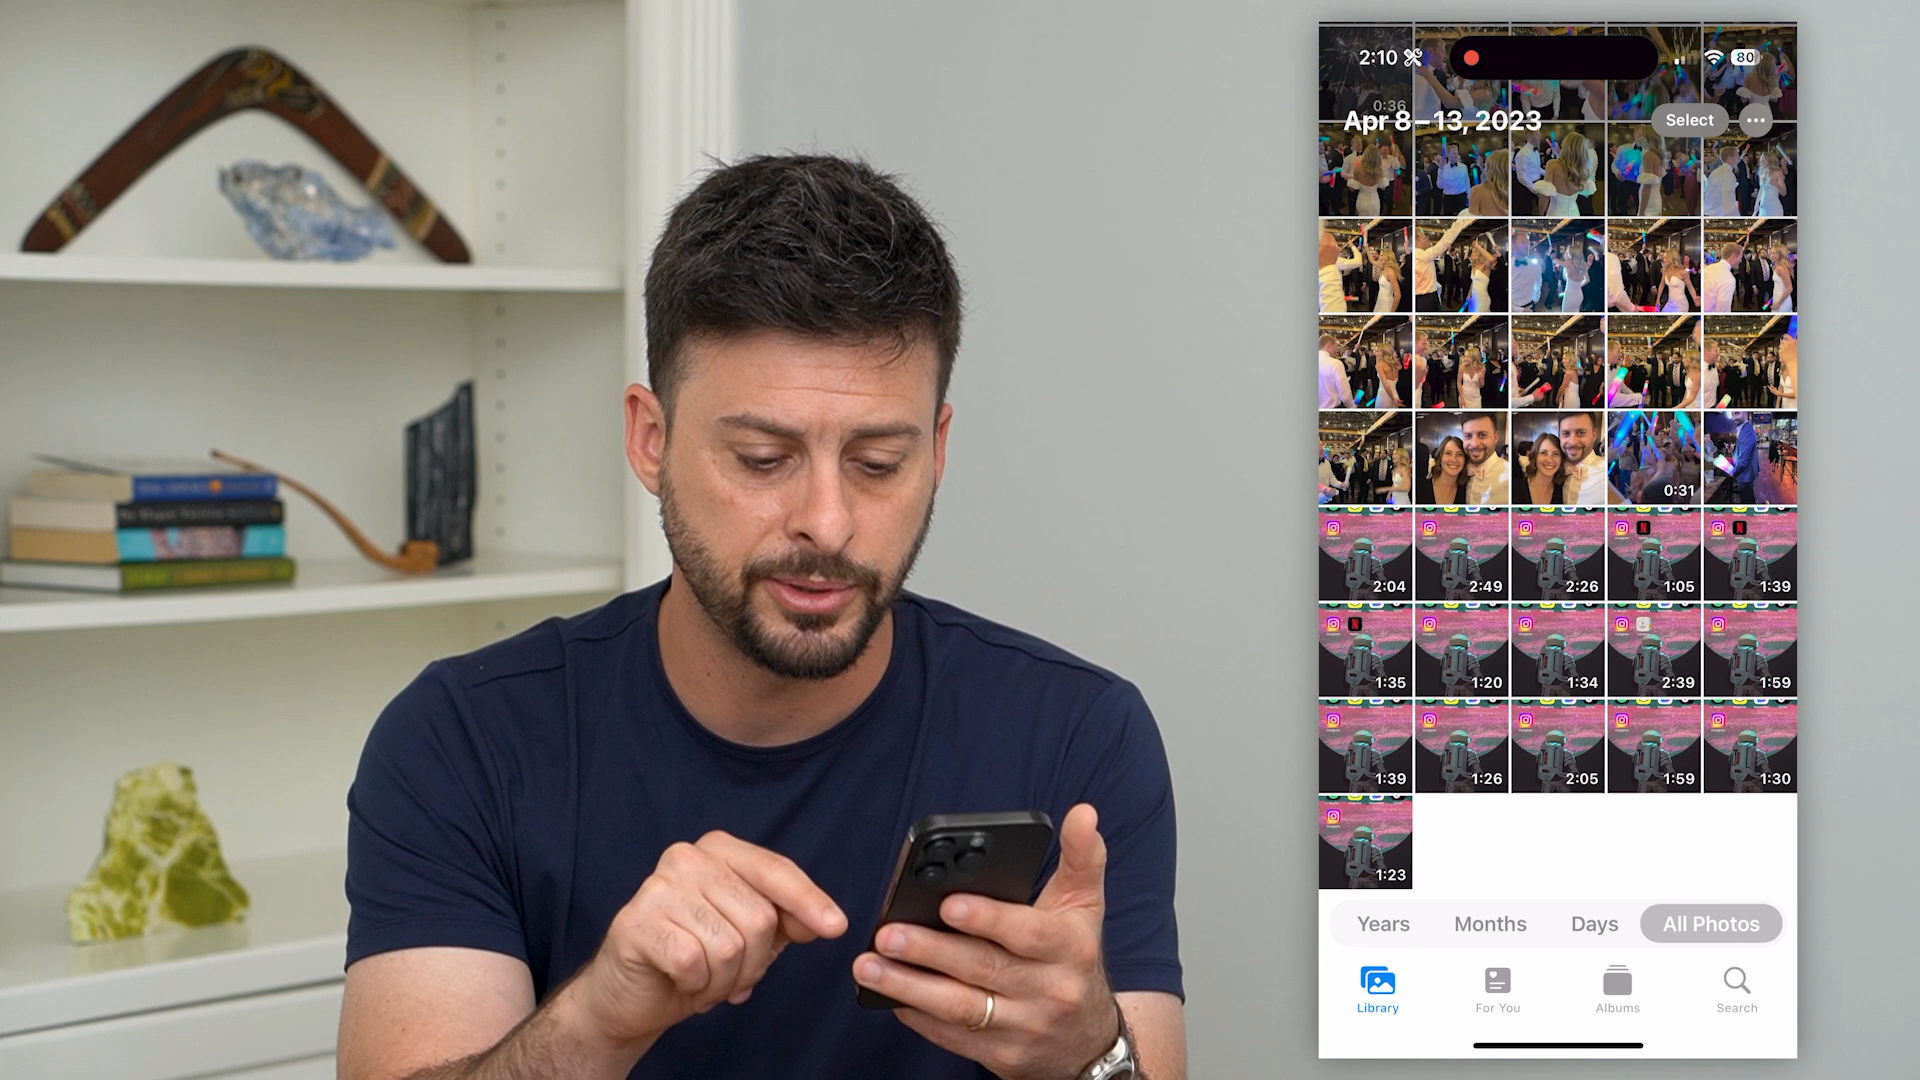 2:10
80
0:36
Apr 8–13, 2023
Select
0:31
2:04 2:49 2:26 1:05 1:39
1:35 1:20 1:34 2:39 1:59
1:39 1:26 2:05 1:59 1:30
1:23
Years Months Days All Photos
Library For You Albums Search